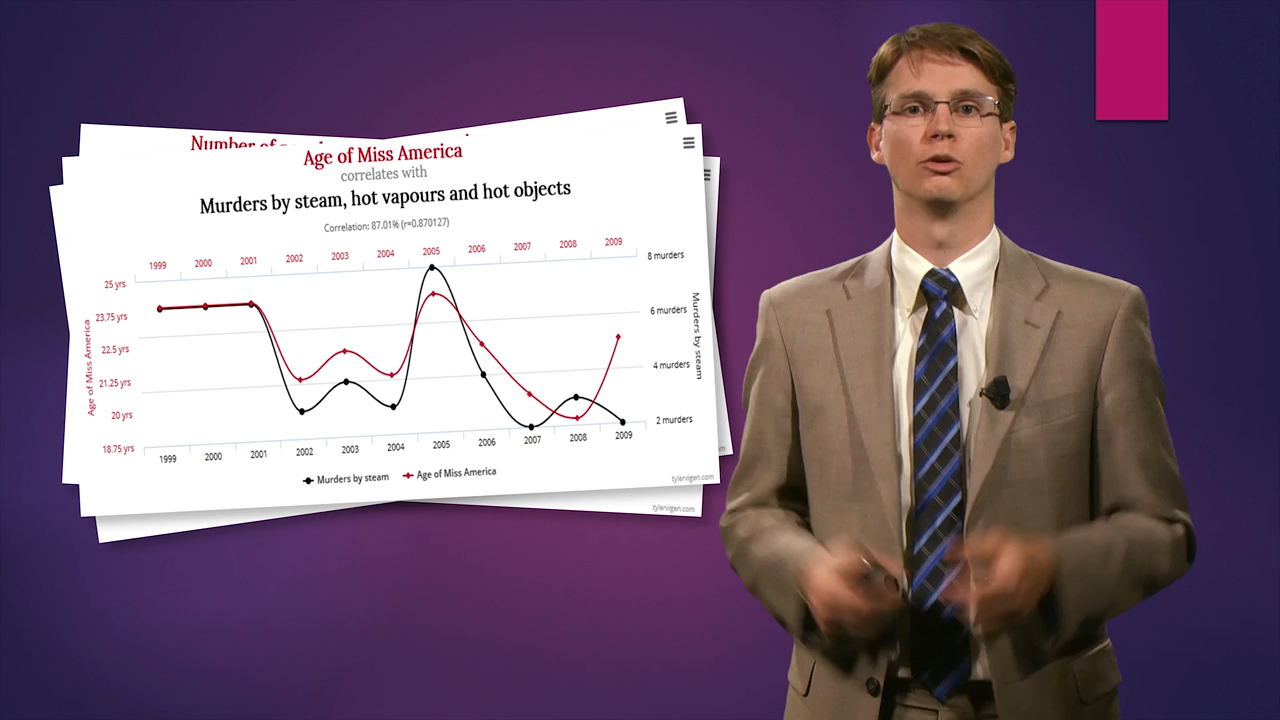 Number of
Age of Miss America
correlates with
Murders by steam, hot vapours and hot objects
Correlation: 87.01% (r=0.870127)
1999 2000 2001 2002 2003 2004 2005 2006 2007 2008 2009
25 yrs
23.75 yrs
22.5 yrs
21.25 yrs
20 yrs
18.75 yrs
Age of Miss America
8 murders
6 murders
4 murders
2 murders
Murders by steam
1999 2000 2001 2002 2003 2004 2005 2006 2007 2008 2009
Murders by steam Age of Miss America
tylervigen.com
tylervigen.com